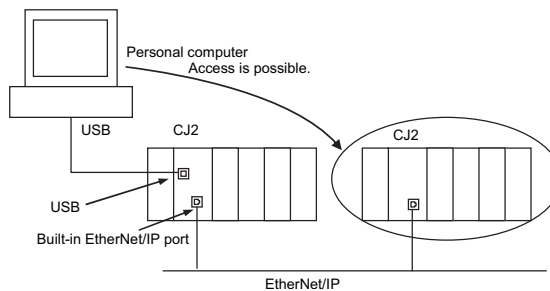 Personal computer
Access is possible.
USB
CJ2
CJ2
USB
Built-in EtherNet/IP port
EtherNet/IP